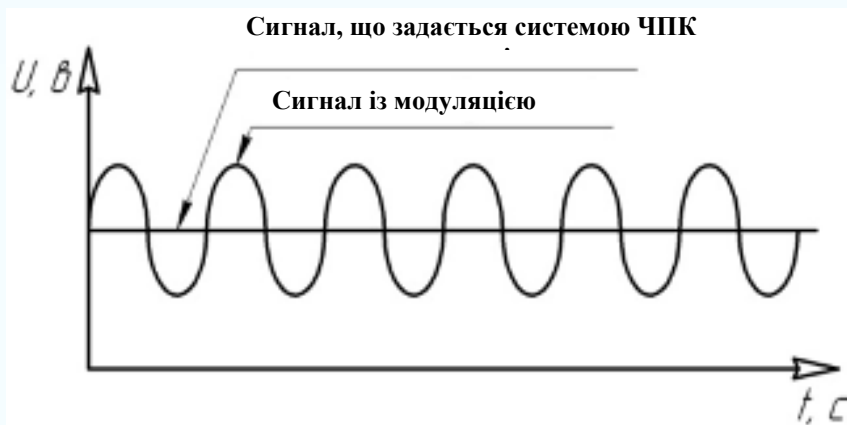 Сигнал, що задається системою ЧПК
U, в
Сигнал із модуляцією
t, c